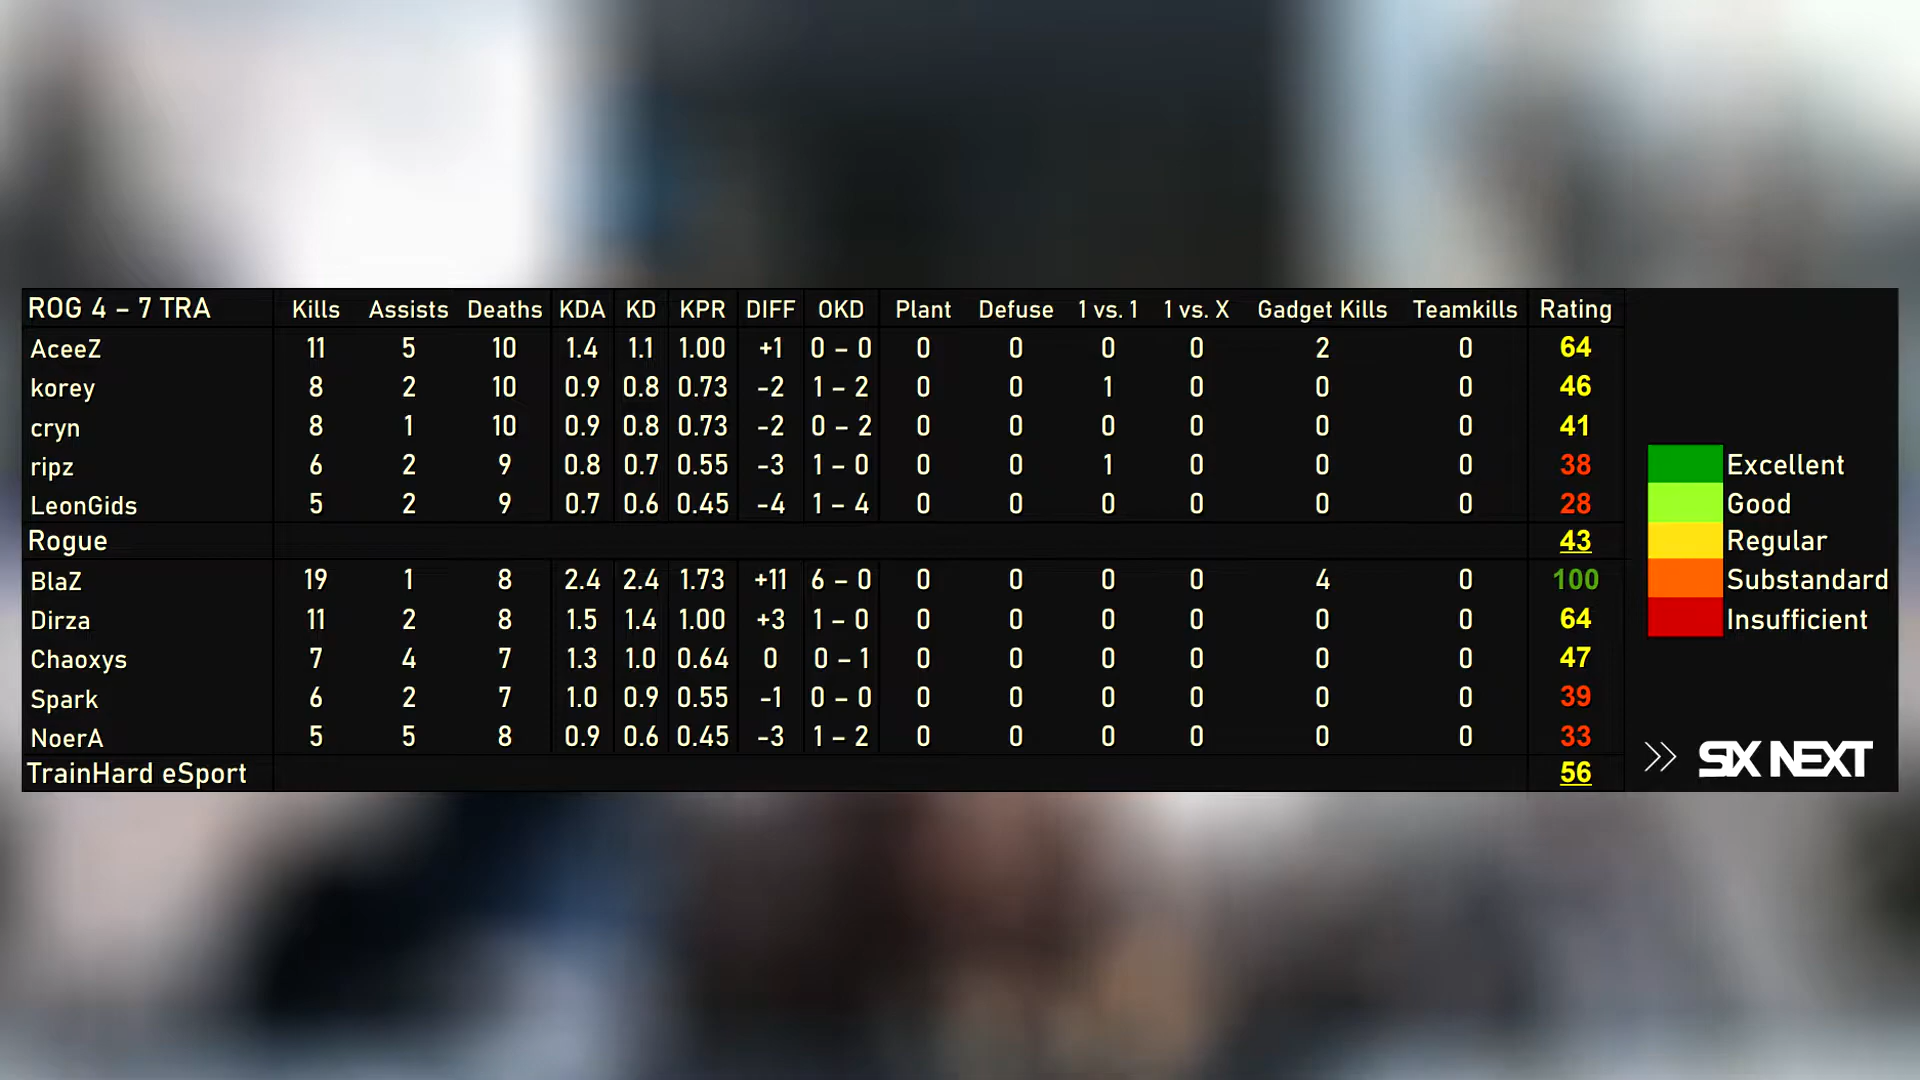 ROG 4 – 7 TRA Kills Assists Deaths KDA KD KPR DIFF OKD Plant Defuse 1 vs. 1 1 vs. X Gadget Kills Teamkills Rating
AceeZ 11 5 10 1.4 1.1 1.00 +1 0 – 0 0 0 0 0 2 0 64
korey 8 2 10 0.9 0.8 0.73 -2 1 – 2 0 0 1 0 0 0 46
cryn 8 1 10 0.9 0.8 0.73 -2 0 – 2 0 0 0 0 0 0 41
ripz 6 2 9 0.8 0.7 0.55 -3 1 – 0 0 0 1 0 0 0 38
LeonGids 5 2 9 0.7 0.6 0.45 -4 1 – 4 0 0 0 0 0 0 28
Rogue 43
BlaZ 19 1 8 2.4 2.4 1.73 +11 6 – 0 0 0 0 0 4 0 100
Dirza 11 2 8 1.5 1.4 1.00 +3 1 – 0 0 0 0 0 0 0 64
Chaoxys 7 4 7 1.3 1.0 0.64 0 0 – 1 0 0 0 0 0 0 47
Spark 6 2 7 1.0 0.9 0.55 -1 0 – 0 0 0 0 0 0 0 39
NoerA 5 5 8 0.9 0.6 0.45 -3 1 – 2 0 0 0 0 0 0 33
TrainHard eSport 56
Excellent
Good
Regular
Substandard
Insufficient
SIX NEXT